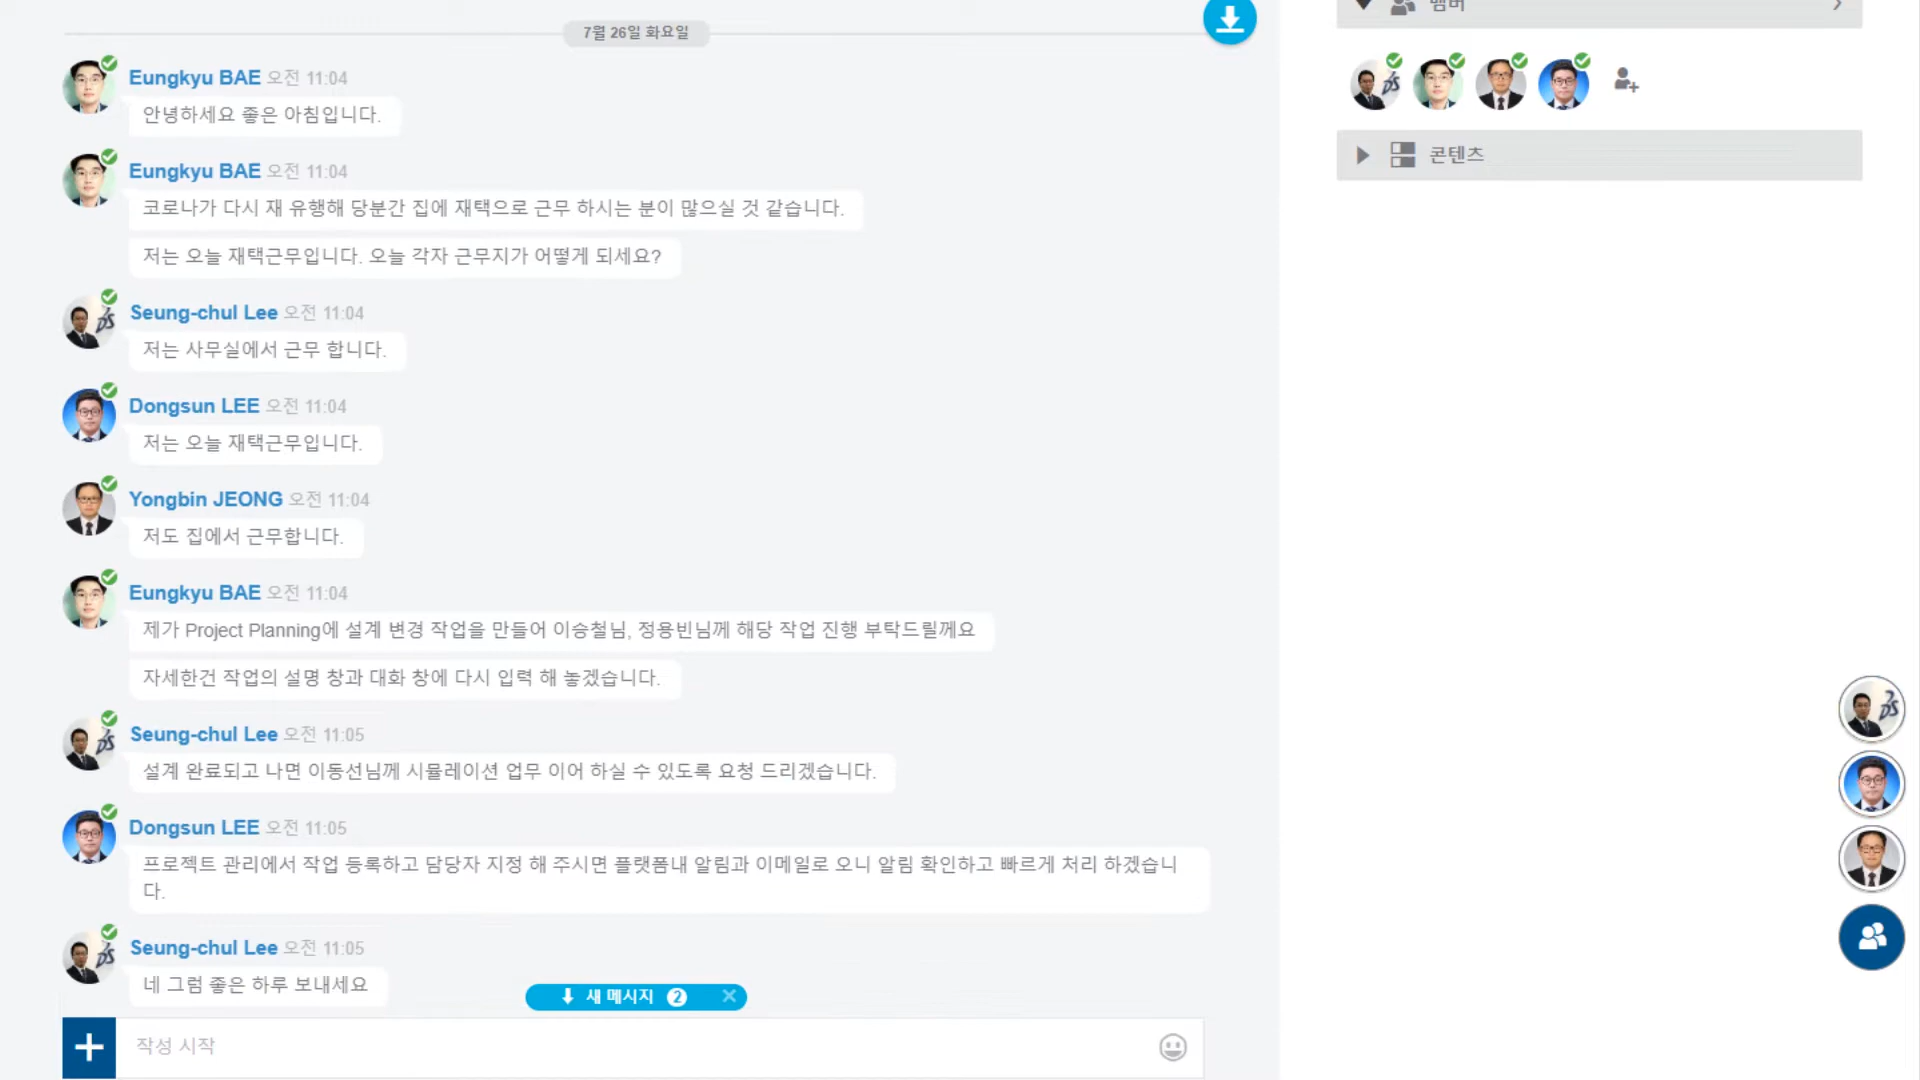 멤버
7월 26일 화요일
Eungkyu BAE 오전 11:04
안녕하세요 좋은 아침입니다.
Eungkyu BAE 오전 11:04
코로나가 다시 재 유행해 당분간 집에 재택으로 근무 하시는 분이 많으실 것 같습니다.
저는 오늘 재택근무입니다. 오늘 각자 근무지가 어떻게 되세요?
Seung-chul Lee 오전 11:04
저는 사무실에서 근무 합니다.
Dongsun LEE 오전 11:04
저는 오늘 재택근무입니다.
Yongbin JEONG 오전 11:04
저도 집에서 근무합니다.
Eungkyu BAE 오전 11:04
제가 Project Planning에 설계 변경 작업을 만들어 이승철님, 정용빈님께 해당 작업 진행 부탁드릴께요
자세한건 작업의 설명 창과 대화 창에 다시 입력 해 놓겠습니다.
Seung-chul Lee 오전 11:05
설계 완료되고 나면 이동선님께 시뮬레이션 업무 이어 하실 수 있도록 요청 드리겠습니다.
Dongsun LEE 오전 11:05
프로젝트 관리에서 작업 등록하고 담당자 지정 해 주시면 플랫폼내 알림과 이메일로 오니 알림 확인하고 빠르게 처리 하겠습니
다.
Seung-chul Lee 오전 11:05
네 그럼 좋은 하루 보내세요
새 메시지 2
작성 시작
콘텐츠